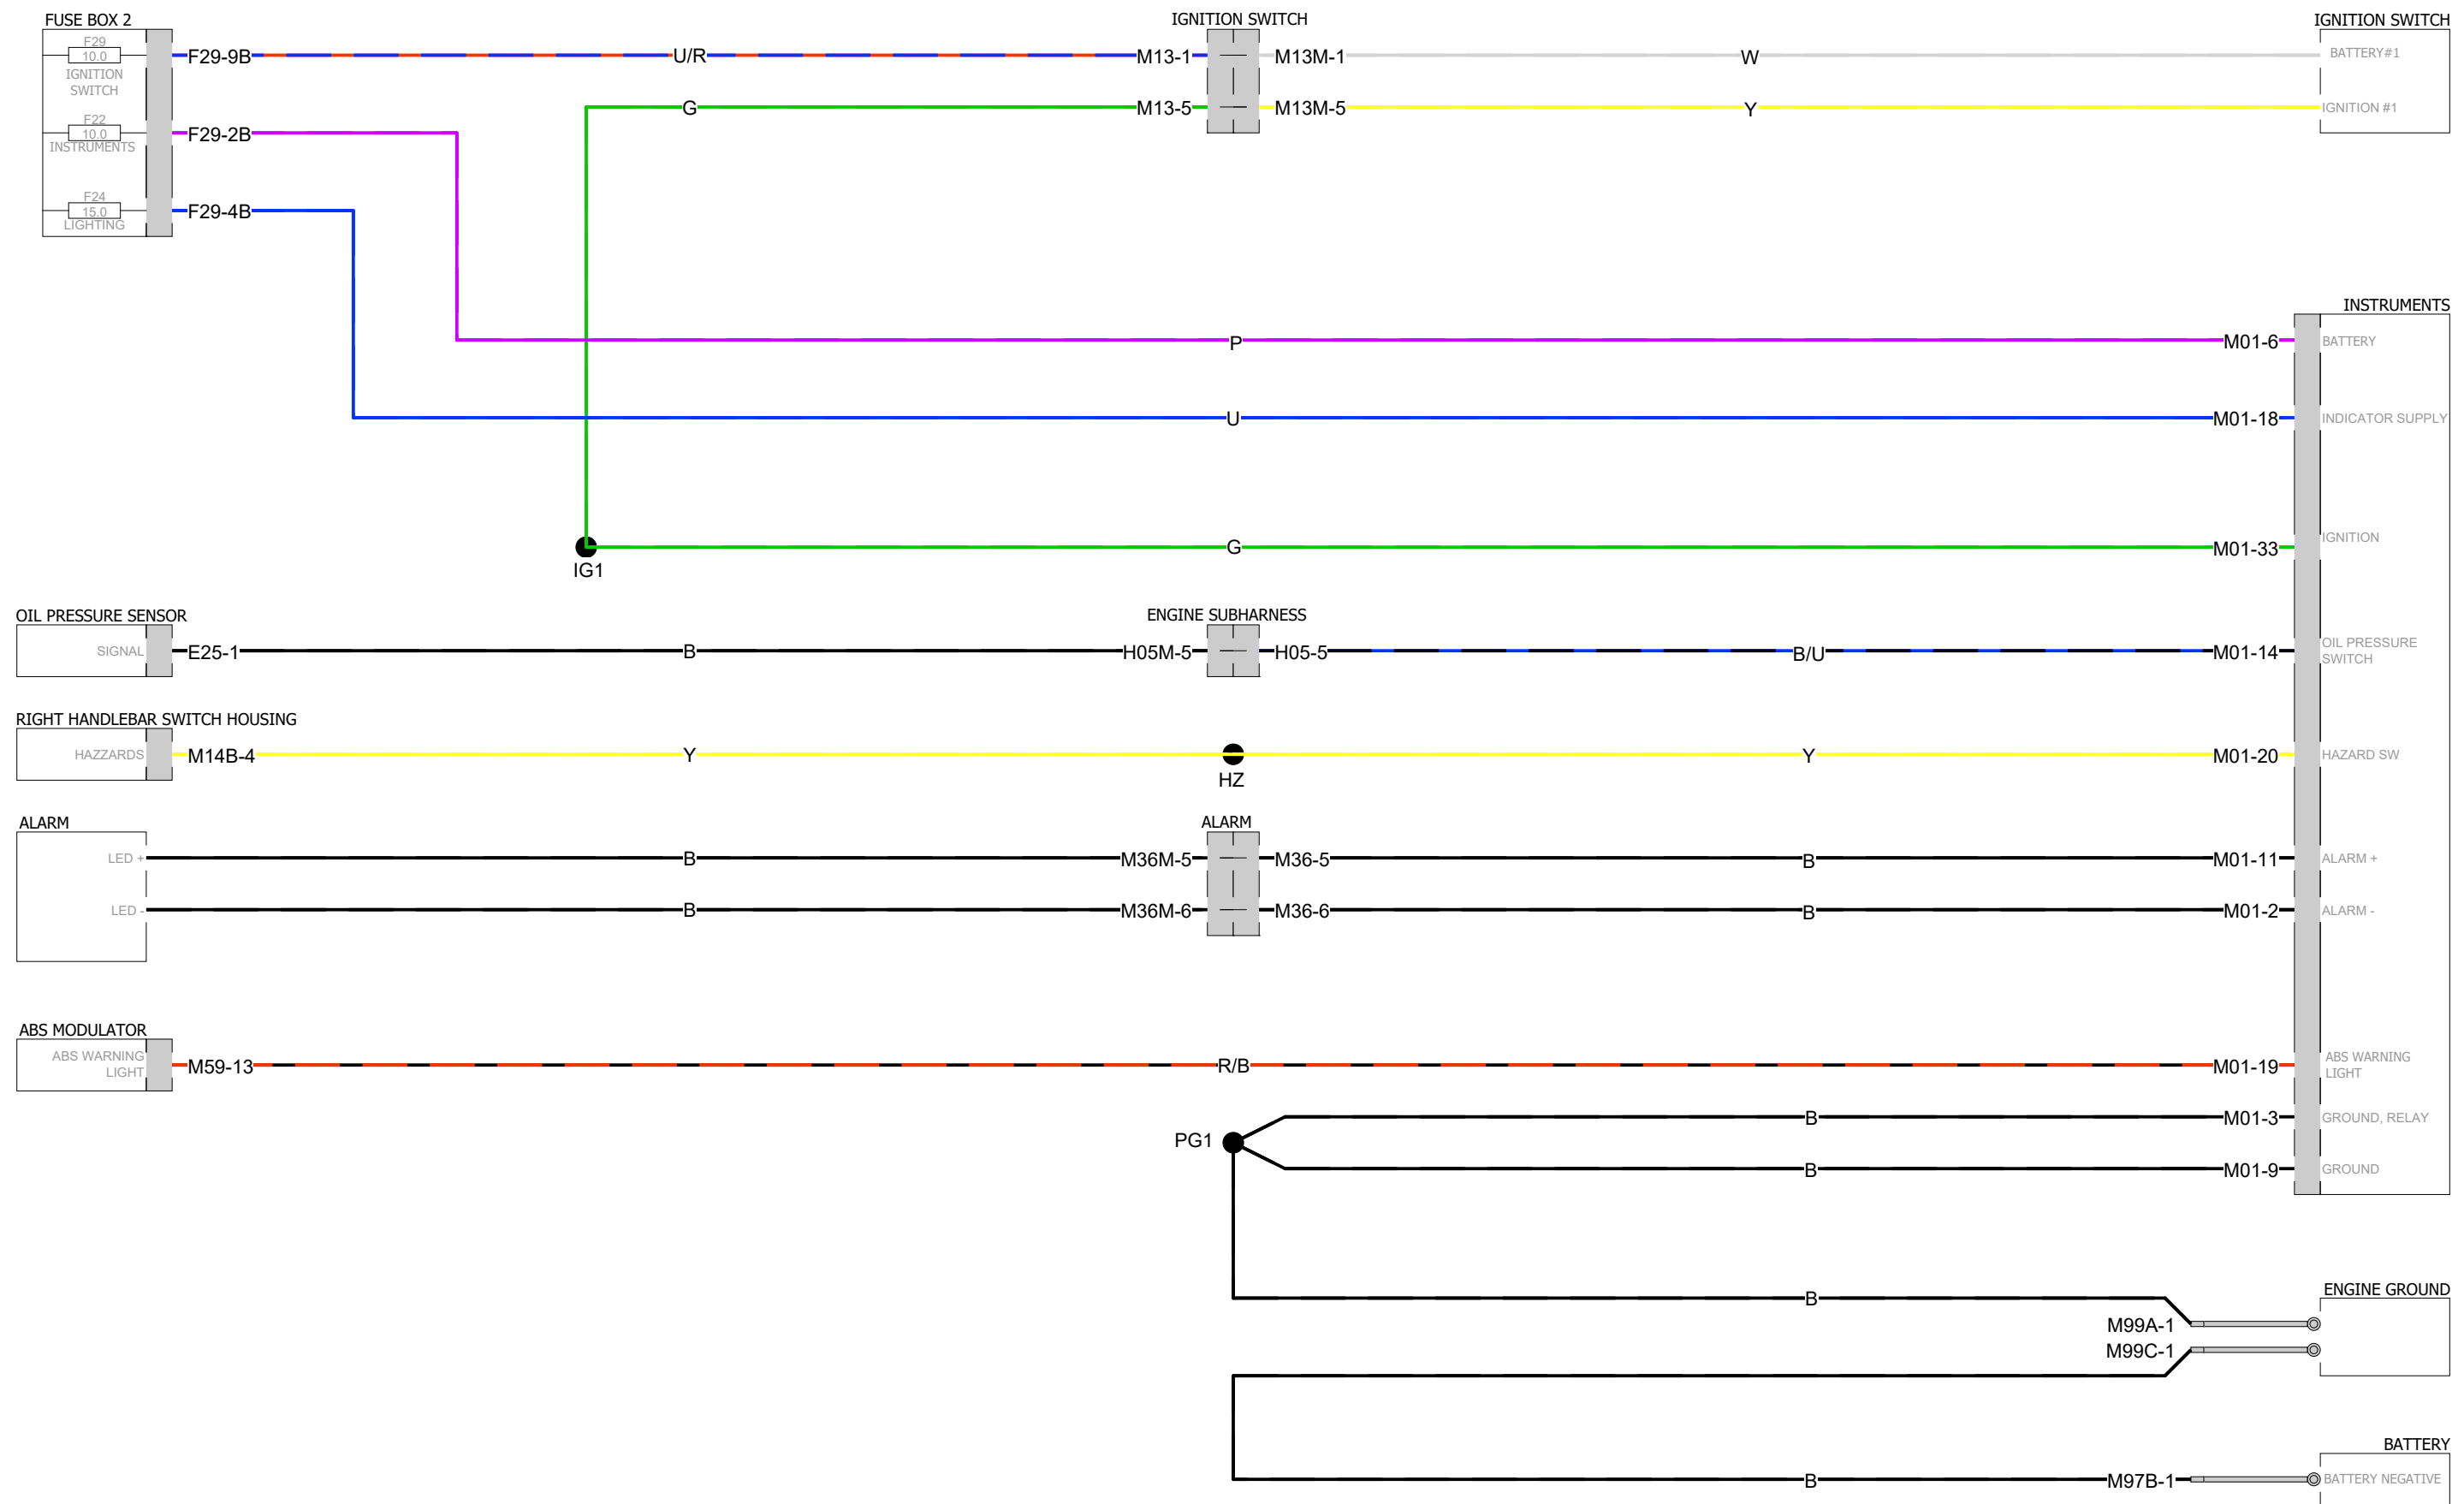 FUSE BOX 2
IGNITION SWITCH
IGNITION SWITCH
F29
10.0
IGNITION
SWITCH
F29-9B
U/R
M13-1
M13M-1
W
BATTERY#1
G
M13-5
M13M-5
Y
IGNITION #1
F22
10.0
INSTRUMENTS
F29-2B
F24
15.0
LIGHTING
F29-4B
INSTRUMENTS
P
M01-6
BATTERY
U
M01-18
INDICATOR SUPPLY
IG1
G
M01-33
IGNITION
OIL PRESSURE SENSOR
ENGINE SUBHARNESS
SIGNAL
E25-1
B
H05M-5
H05-5
B/U
M01-14
OIL PRESSURE
SWITCH
RIGHT HANDLEBAR SWITCH HOUSING
HAZZARDS
M14B-4
Y
HZ
Y
M01-20
HAZARD SW
ALARM
ALARM
LED +
B
M36M-5
M36-5
B
M01-11
ALARM +
LED -
B
M36M-6
M36-6
B
M01-2
ALARM -
ABS MODULATOR
ABS WARNING
LIGHT
M59-13
R/B
M01-19
ABS WARNING
LIGHT
PG1
B
M01-3
GROUND, RELAY
B
M01-9
GROUND
ENGINE GROUND
B
M99A-1
M99C-1
BATTERY
B
M97B-1
BATTERY NEGATIVE